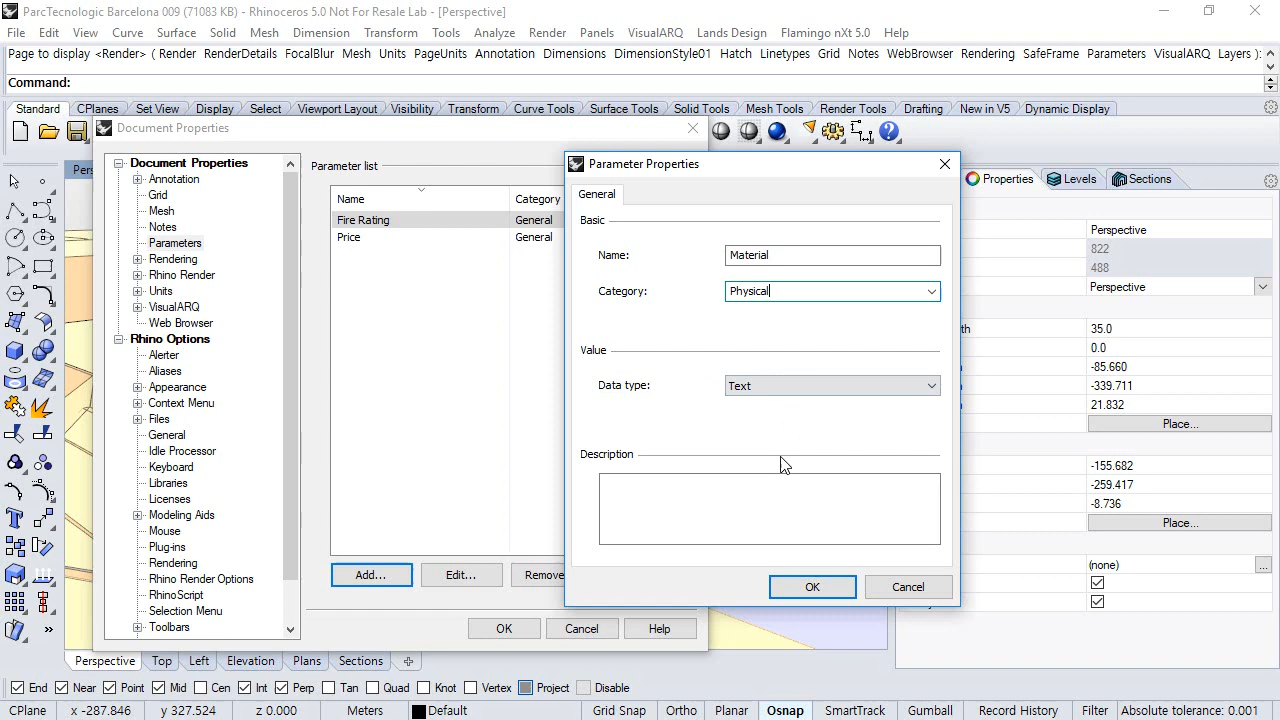 ParcTecnologic Barcelona 009 (71083 KB) - Rhinoceros 5.0 Not For Resale Lab - [Perspective]
File Edit View Curve Surface Solid Mesh Dimension Transform Tools Analyze Render Panels VisualARQ Lands Design Flamingo nXt 5.0 Help
Page to display <Render> ( Render RenderDetails FocalBlur Mesh Units PageUnits Annotation Dimensions DimensionStyle01 Hatch Linetypes Grid Notes WebBrowser Rendering SafeFrame Parameters VisualARQ Layers ):
Command:
Standard CPlanes Set View Display Select Viewport Layout Visibility Transform Curve Tools Surface Tools Solid Tools Mesh Tools Render Tools Drafting New in V5 Dynamic Display
Document Properties
Pers
Document Properties
Annotation
Grid
Mesh
Notes
Parameters
Rendering
Rhino Render
Units
VisualARQ
Web Browser
Rhino Options
Alerter
Aliases
Appearance
Context Menu
Files
General
Idle Processor
Keyboard
Libraries
Licenses
Modeling Aids
Mouse
Plug-ins
Rendering
Rhino Render Options
RhinoScript
Selection Menu
Toolbars
Parameter list
Name Category
Fire Rating General
Price General
Add... Edit... Remove
OK Cancel Help
Parameter Properties
General
Basic
Name: Material
Category: Physical
Value
Data type: Text
Description
OK Cancel
Properties Levels Sections
Perspective
822
488
Perspective
th 35.0
0.0
-85.660
-339.711
21.832
Place...
-155.682
-259.417
-8.736
Place...
(none) ...
Perspective Top Left Elevation Plans Sections
End Near Point Mid Cen Int Perp Tan Quad Knot Vertex Project Disable
CPlane x -287.846 y 327.524 z 0.000 Meters Default Grid Snap Ortho Planar Osnap SmartTrack Gumball Record History Filter Absolute tolerance: 0.001